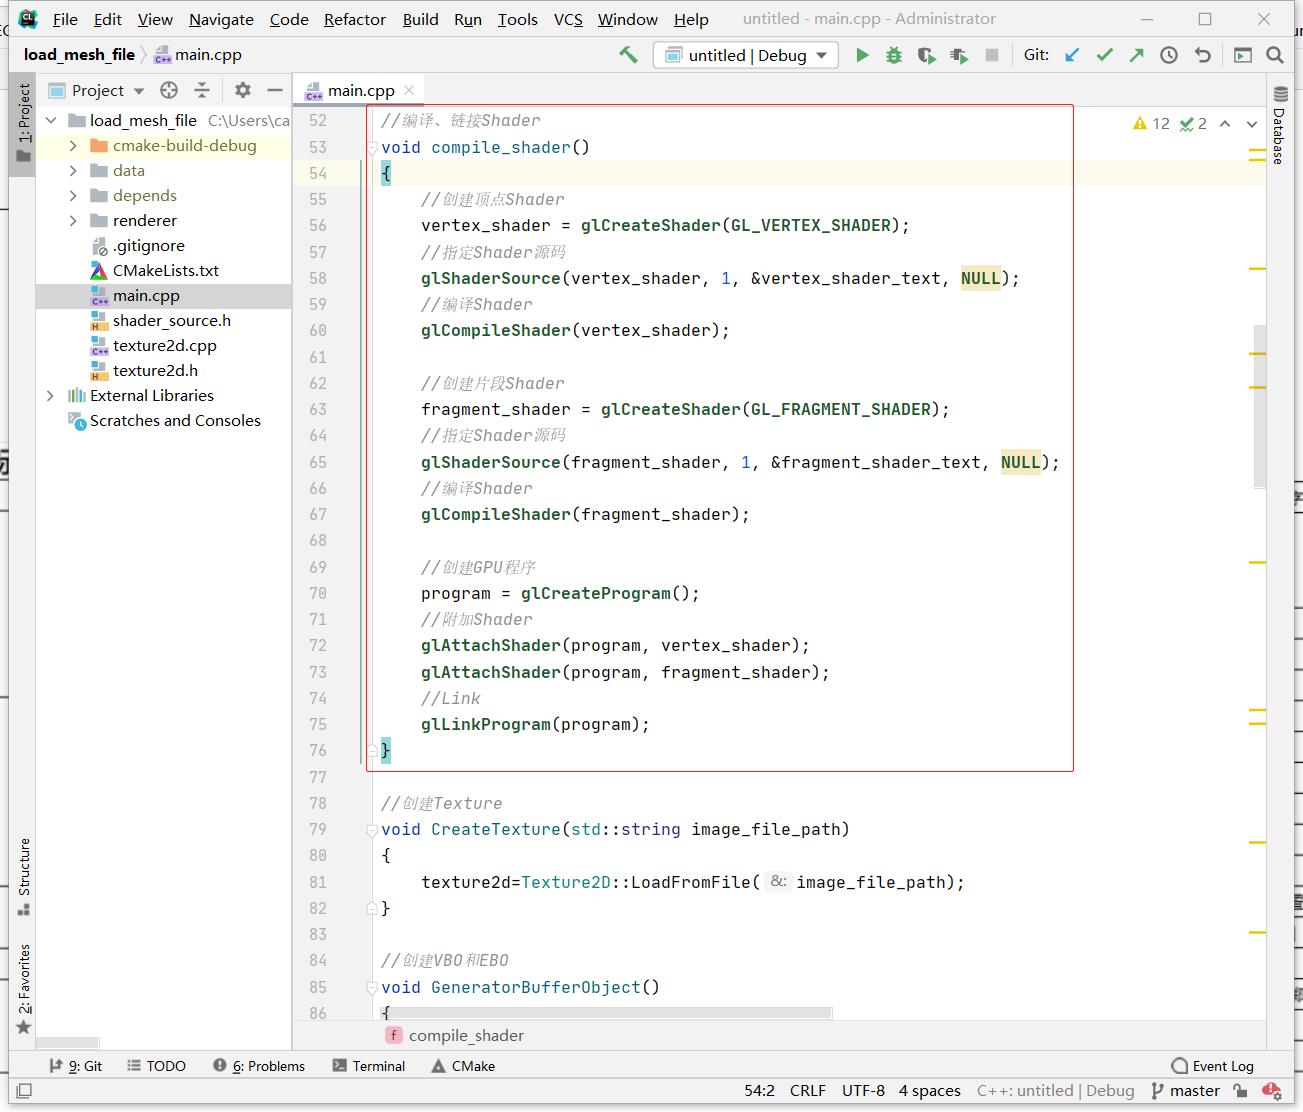 File Edit View Navigate Code Refactor Build Run Tools VCS Window Help untitled - main.cpp - Administrator
load_mesh_file main.cpp untitled | Debug Git:
1: Project
Project
load_mesh_file C:\Users\ca
cmake-build-debug
data
depends
renderer
.gitignore
CMakeLists.txt
main.cpp
shader_source.h
texture2d.cpp
texture2d.h
External Libraries
Scratches and Consoles
Structure
2: Favorites
main.cpp
12 2
Database
52 //编译、链接Shader
53 void compile_shader()
54 {
55 //创建顶点Shader
56 vertex_shader = glCreateShader(GL_VERTEX_SHADER);
57 //指定Shader源码
58 glShaderSource(vertex_shader, 1, &vertex_shader_text, NULL);
59 //编译Shader
60 glCompileShader(vertex_shader);
61
62 //创建片段Shader
63 fragment_shader = glCreateShader(GL_FRAGMENT_SHADER);
64 //指定Shader源码
65 glShaderSource(fragment_shader, 1, &fragment_shader_text, NULL);
66 //编译Shader
67 glCompileShader(fragment_shader);
68
69 //创建GPU程序
70 program = glCreateProgram();
71 //附加Shader
72 glAttachShader(program, vertex_shader);
73 glAttachShader(program, fragment_shader);
74 //Link
75 glLinkProgram(program);
76 }
77
78 //创建Texture
79 void CreateTexture(std::string image_file_path)
80 {
81 texture2d=Texture2D::LoadFromFile( &: image_file_path);
82 }
83
84 //创建VBO和EBO
85 void GeneratorBufferObject()
86 {
f compile_shader
9: Git TODO 6: Problems Terminal CMake Event Log
54:2 CRLF UTF-8 4 spaces C++: untitled | Debug master